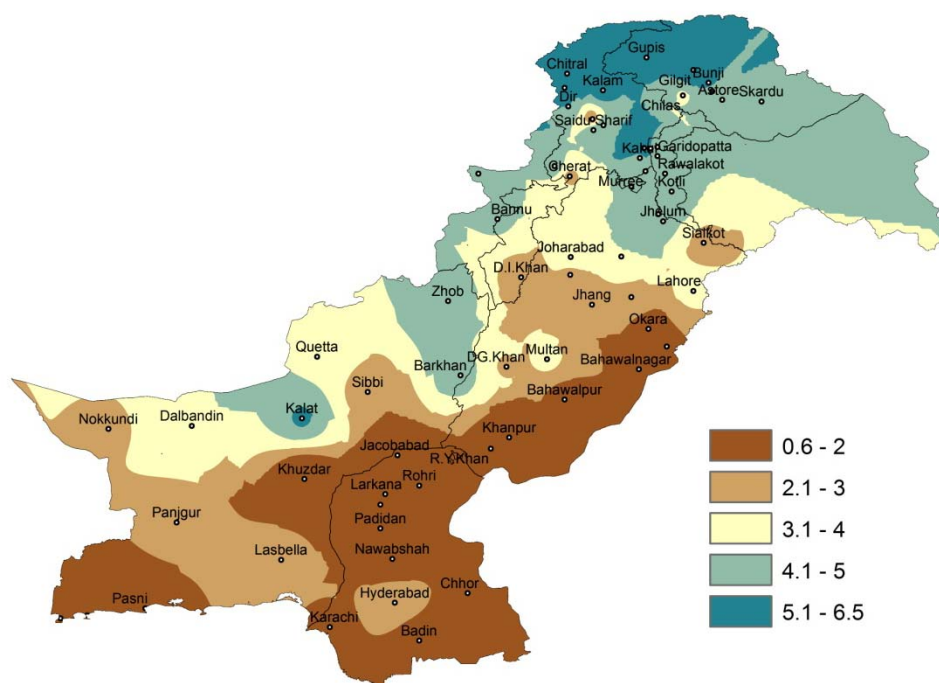 Gupis
Chitral
Gilgit
Bunji
Kalam
Astore
Skardu
Dir
Chilas
Saidu Sharif
Garidopatta
Kakul
Rawalakot
Cherat
Murree
Kotli
Bannu
Jhelum
Sialkot
Joharabad
D.I.Khan
Lahore
Zhob
Jhang
Okara
Quetta
DG.Khan
Multan
Barkhan
Bahawalnagar
Sibbi
Bahawalpur
Kalat
Nokkundi
Dalbandin
Khanpur
Jacobabad
R.Y.Khan
Khuzdar
Rohri
Larkana
Panjgur
Padidan
Lasbella
Nawabshah
Chhor
Hyderabad
Pasni
Karachi
Badin
0.6 - 2
2.1 - 3
3.1 - 4
4.1 - 5
5.1 - 6.5